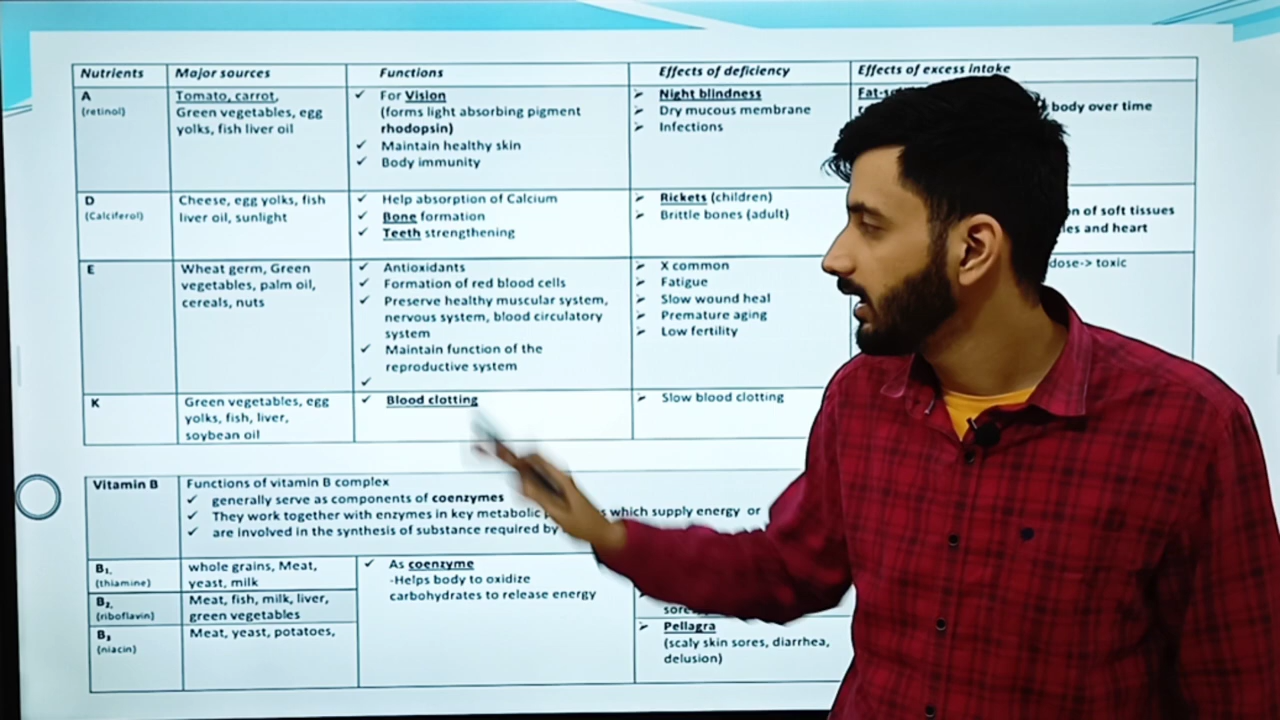 Nutrients Major sources Functions Effects of deficiency Effects of excess intake
A
(retinol)
Tomato, carrot,
Green vegetables, egg
yolks, fish liver oil
✓ For Vision
(forms light absorbing pigment
rhodopsin)
✓ Maintain healthy skin
✓ Body immunity
➢ Night blindness
➢ Dry mucous membrane
➢ Infections
body over time
D
(Calciferol)
Cheese, egg yolks, fish
liver oil, sunlight
✓ Help absorption of Calcium
✓ Bone formation
✓ Teeth strengthening
➢ Rickets (children)
➢ Brittle bones (adult)
of soft tissues
and heart
E
Wheat germ, Green
vegetables, palm oil,
cereals, nuts
✓ Antioxidants
✓ Formation of red blood cells
✓ Preserve healthy muscular system,
nervous system, blood circulatory
system
✓ Maintain function of the
reproductive system
✓
➢ X common
➢ Fatigue
➢ Slow wound heal
➢ Premature aging
➢ Low fertility
dose-> toxic
K
Green vegetables, egg
yolks, fish, liver,
soybean oil
✓ Blood clotting
➢ Slow blood clotting
Vitamin B
Functions of vitamin B complex
✓ generally serve as components of coenzymes
✓ They work together with enzymes in key metabolic which supply energy or
✓ are involved in the synthesis of substance required by
B1,
(thiamine)
whole grains, Meat,
yeast, milk
✓ As coenzyme
-Helps body to oxidize
carbohydrates to release energy
B2,
(riboflavin)
Meat, fish, milk, liver,
green vegetables
B3
(niacin)
Meat, yeast, potatoes,
➢ Pellagra
(scaly skin sores, diarrhea,
delusion)